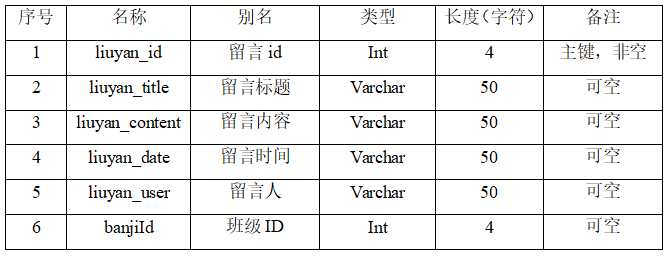 序号 名称 别名 类型 长度（字符） 备注
1 liuyan_id 留言 id Int 4 主键，非空
2 liuyan_title 留言标题 Varchar 50 可空
3 liuyan_content 留言内容 Varchar 50 可空
4 liuyan_date 留言时间 Varchar 50 可空
5 liuyan_user 留言人 Varchar 50 可空
6 banjiId 班级 ID Int 4 可空